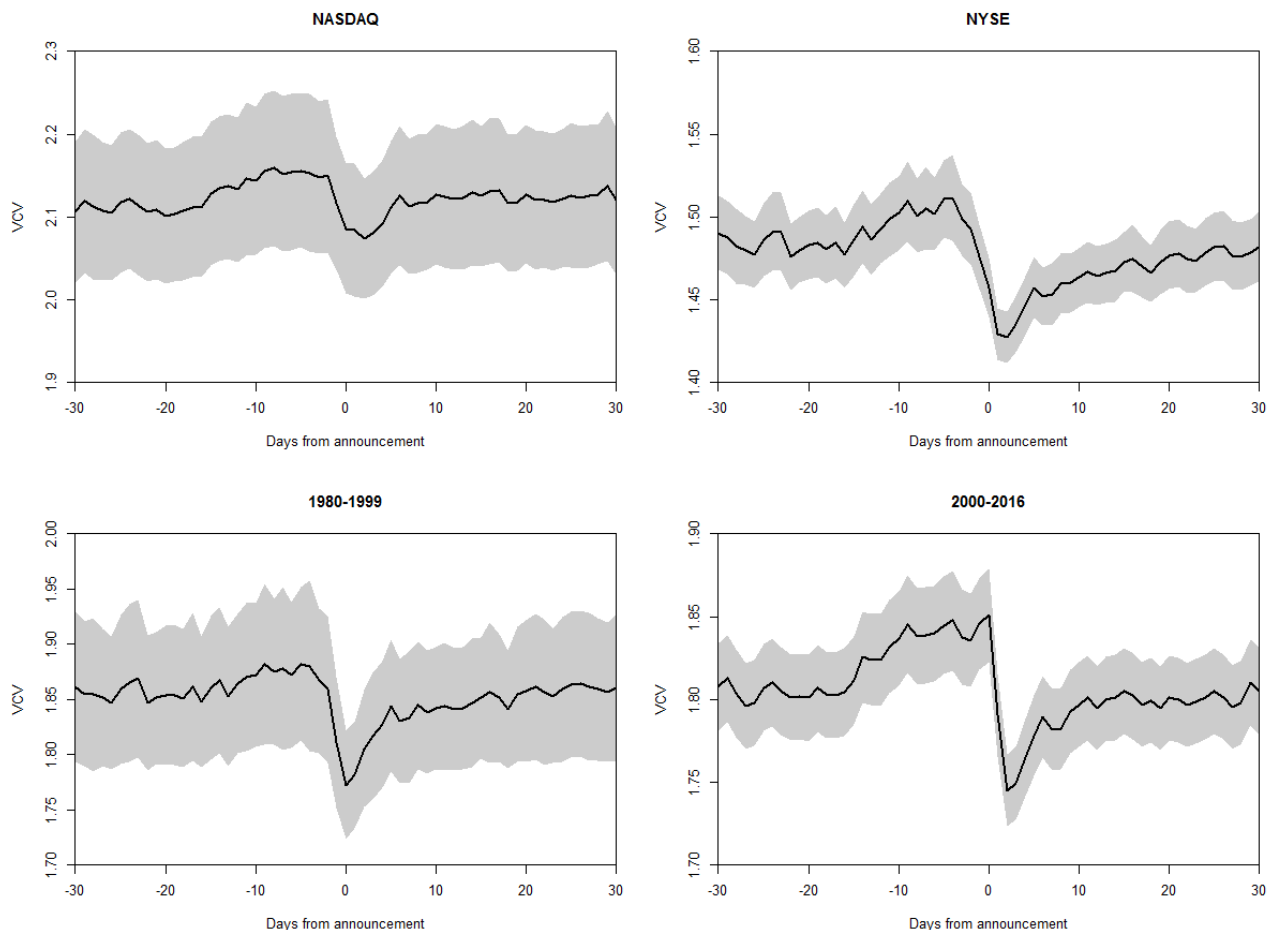 NASDAQ
VCV
2.3
2.2
2.1
2.0
1.9
-30 -20 -10 0 10 20 30
Days from announcement
NYSE
VCV
1.60
1.55
1.50
1.45
1.40
-30 -20 -10 0 10 20 30
Days from announcement
1980-1999
VCV
2.00
1.95
1.90
1.85
1.80
1.75
1.70
-30 -20 -10 0 10 20 30
Days from announcement
2000-2016
VCV
1.90
1.85
1.80
1.75
1.70
-30 -20 -10 0 10 20 30
Days from announcement